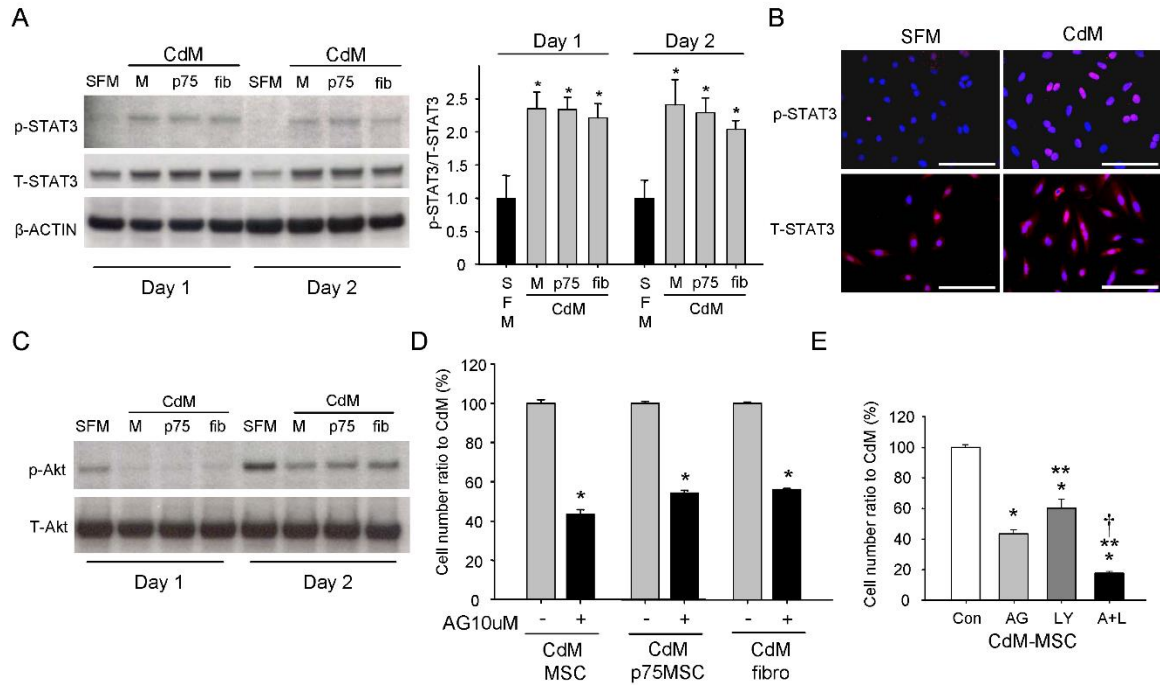 A
CdM
CdM
SFM M p75 fib SFM M p75 fib
p-STAT3
T-STAT3
β-ACTIN
Day 1 Day 2
Day 1 Day 2
p-STAT3/T-STAT3
2.5
2.0
1.5
1.0
0.5
0
* * * * * *
S
F
M
M p75 fib
CdM
S
F
M
M p75 fib
CdM
B
SFM CdM
p-STAT3
T-STAT3
C
CdM CdM
SFM M p75 fib SFM M p75 fib
p-Akt
T-Akt
Day 1 Day 2
D
Cell number ratio to CdM (%)
120
100
80
60
40
20
0
* * *
AG10uM - + - + - +
CdM CdM CdM
MSC p75MSC fibro
E
Cell number ratio to CdM (%)
120
100
80
60
40
20
0
*
**
*
†
**
*
Con AG LY A+L
CdM-MSC